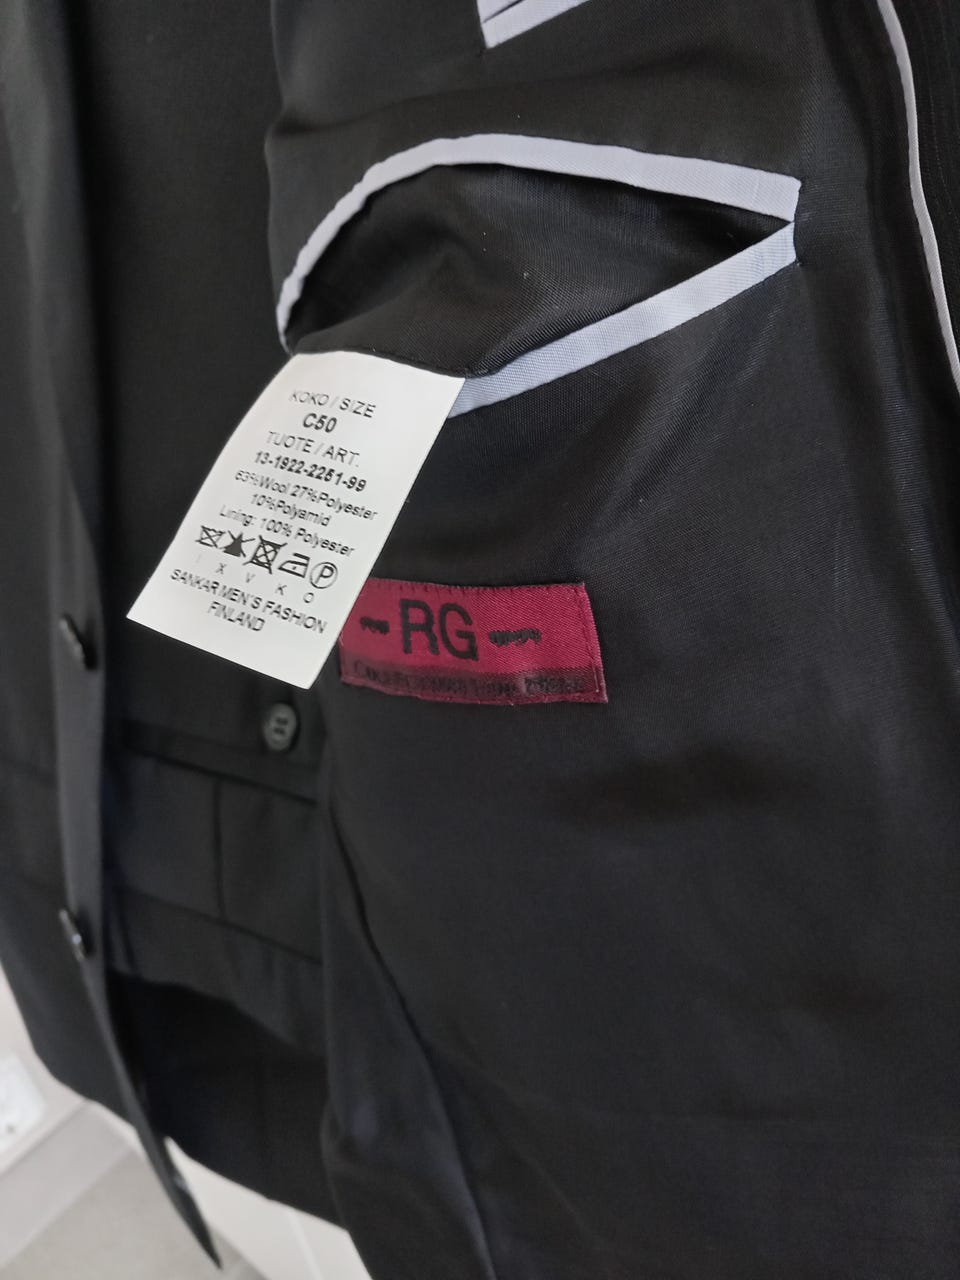 KOKO / SIZE
C50
TUOTE / ART.
13-1922-2251-99
63%Wool 27%Polyester
10%Polyamid
Lining: 100% Polyester
P
I X V K O
SANKAR MEN'S FASHION
FINLAND
- RG -